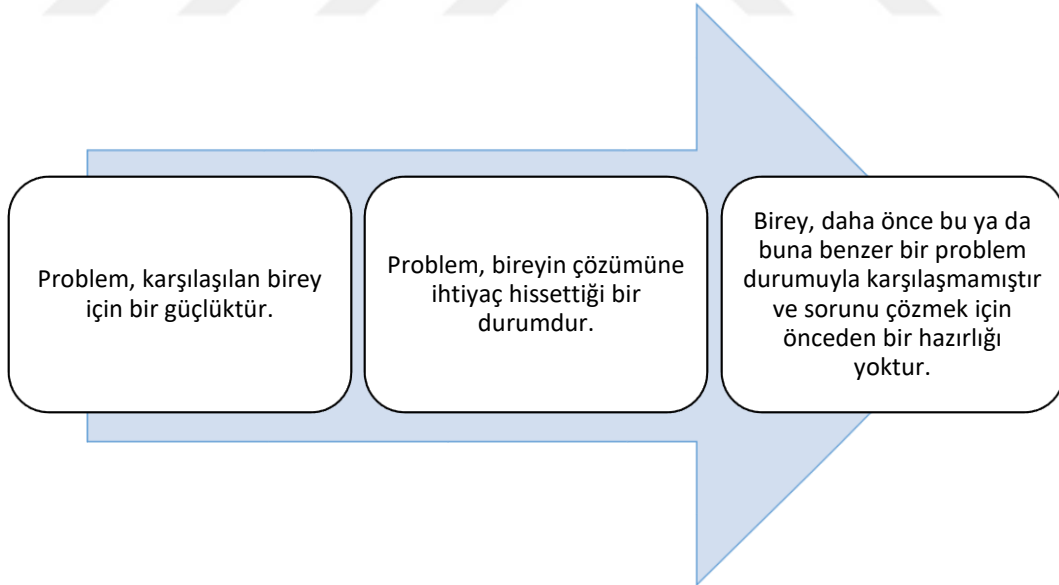 Problem, karşılaşılan birey
için bir güçlüktür.
Problem, bireyin çözümüne
ihtiyaç hissettiği bir
durumdur.
Birey, daha önce bu ya da
buna benzer bir problem
durumuyla karşılaşmamıştır
ve sorunu çözmek için
önceden bir hazırlığı
yoktur.